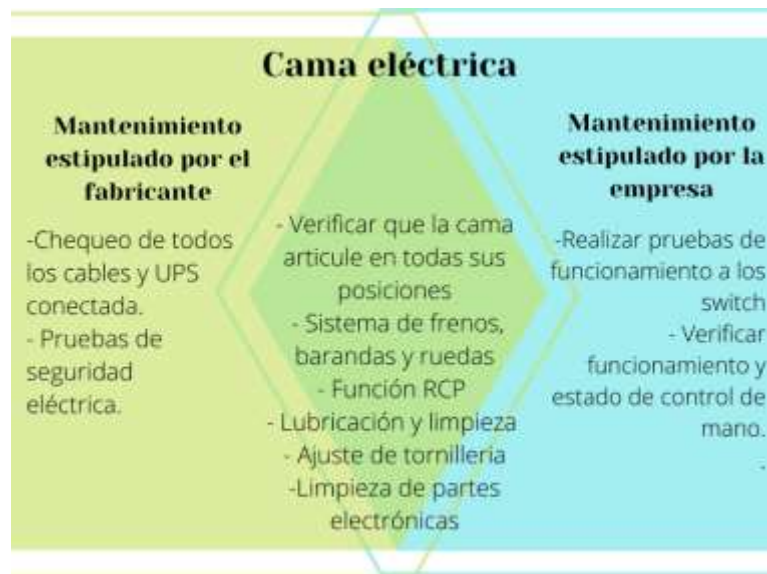 Cama eléctrica
Mantenimiento
estipulado por el
fabricante
-Chequeo de todos
los cables y UPS
conectada.
- Pruebas de
seguridad
eléctrica.
- Verificar que la cama
articule en todas sus
posiciones
- Sistema de frenos,
barandas y ruedas
- Función RCP
- Lubricación y limpieza
- Ajuste de tornilleria
-Limpieza de partes
electrónicas
Mantenimiento
estipulado por la
empresa
-Realizar pruebas de
funcionamiento a los
switch
- Verificar
funcionamiento y
estado de control de
mano.
-